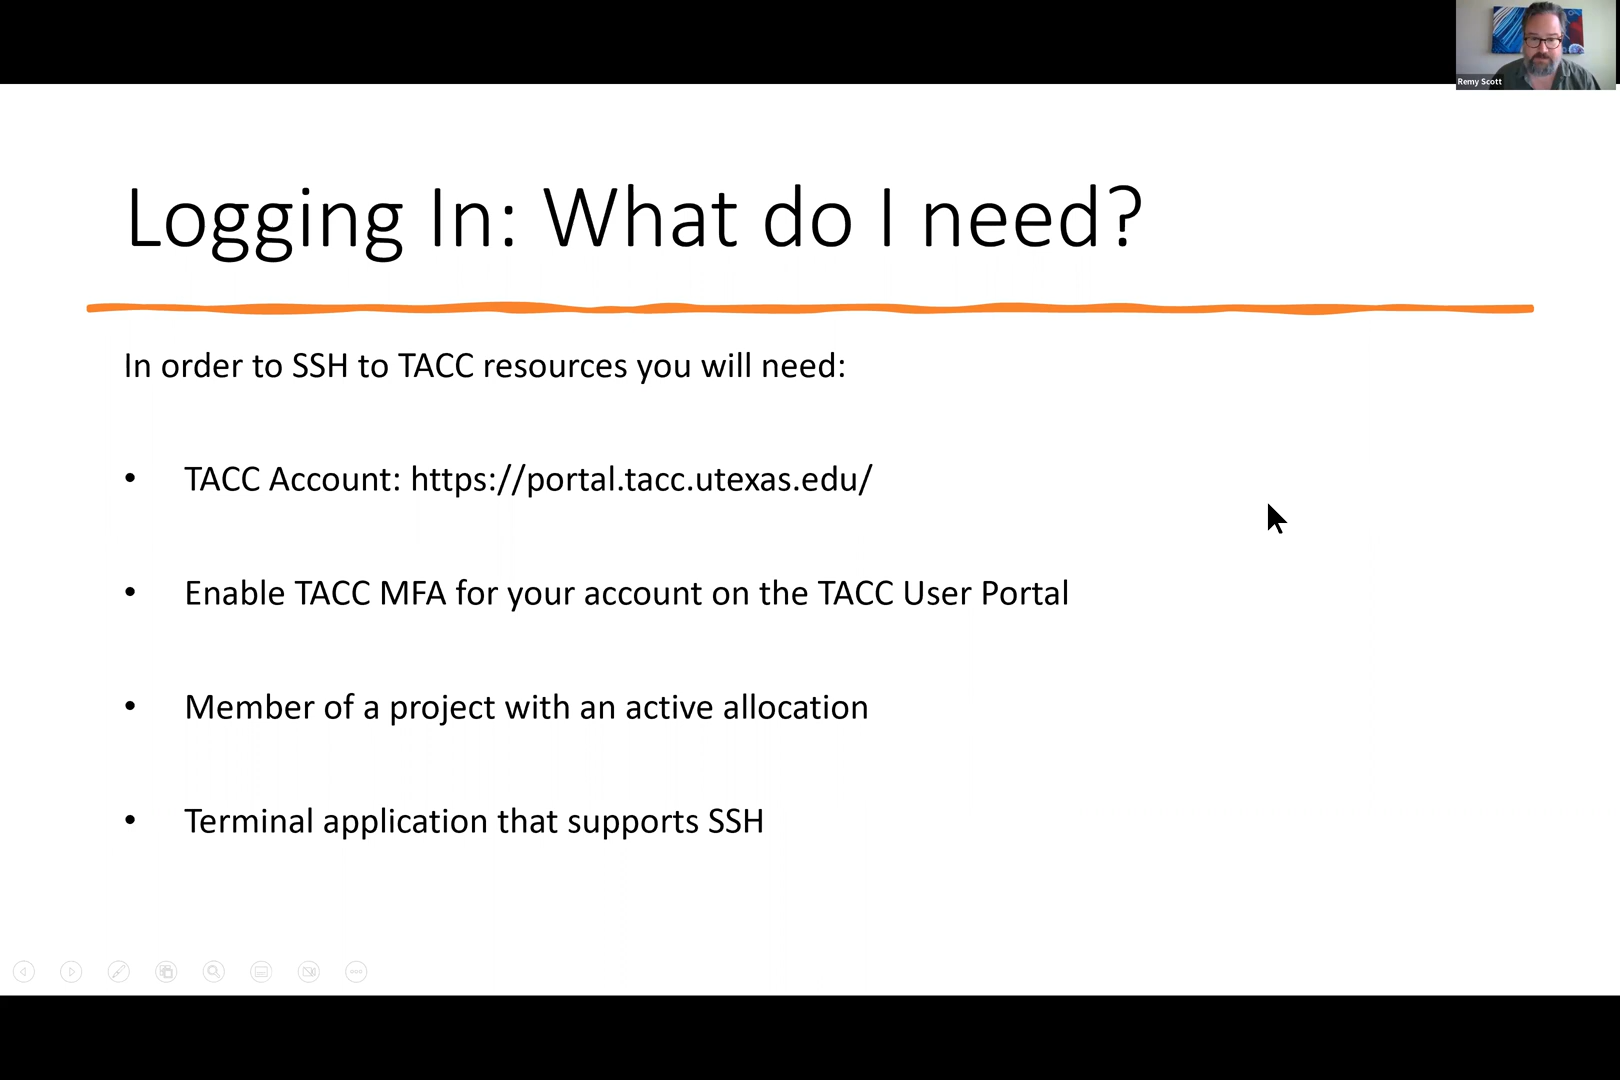 Remy Scott
Logging In: What do I need?
In order to SSH to TACC resources you will need:
• TACC Account: https://portal.tacc.utexas.edu/
• Enable TACC MFA for your account on the TACC User Portal
• Member of a project with an active allocation
• Terminal application that supports SSH